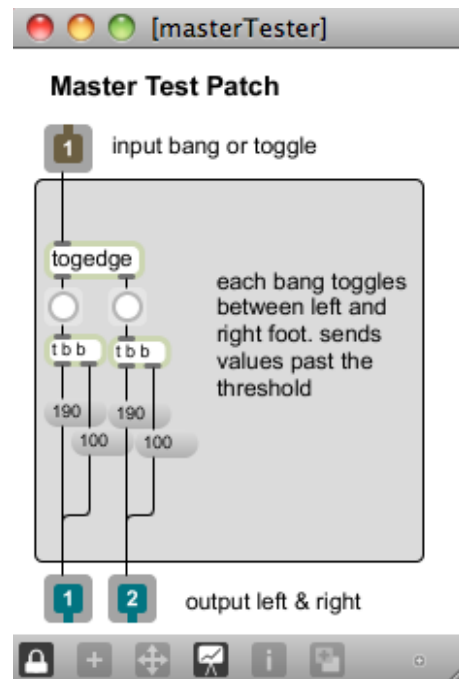 [masterTester]
Master Test Patch
1 input bang or toggle
togedge
each bang toggles
between left and
right foot. sends
values past the
threshold
t b b t b b
190 190
100 100
1 2 output left & right